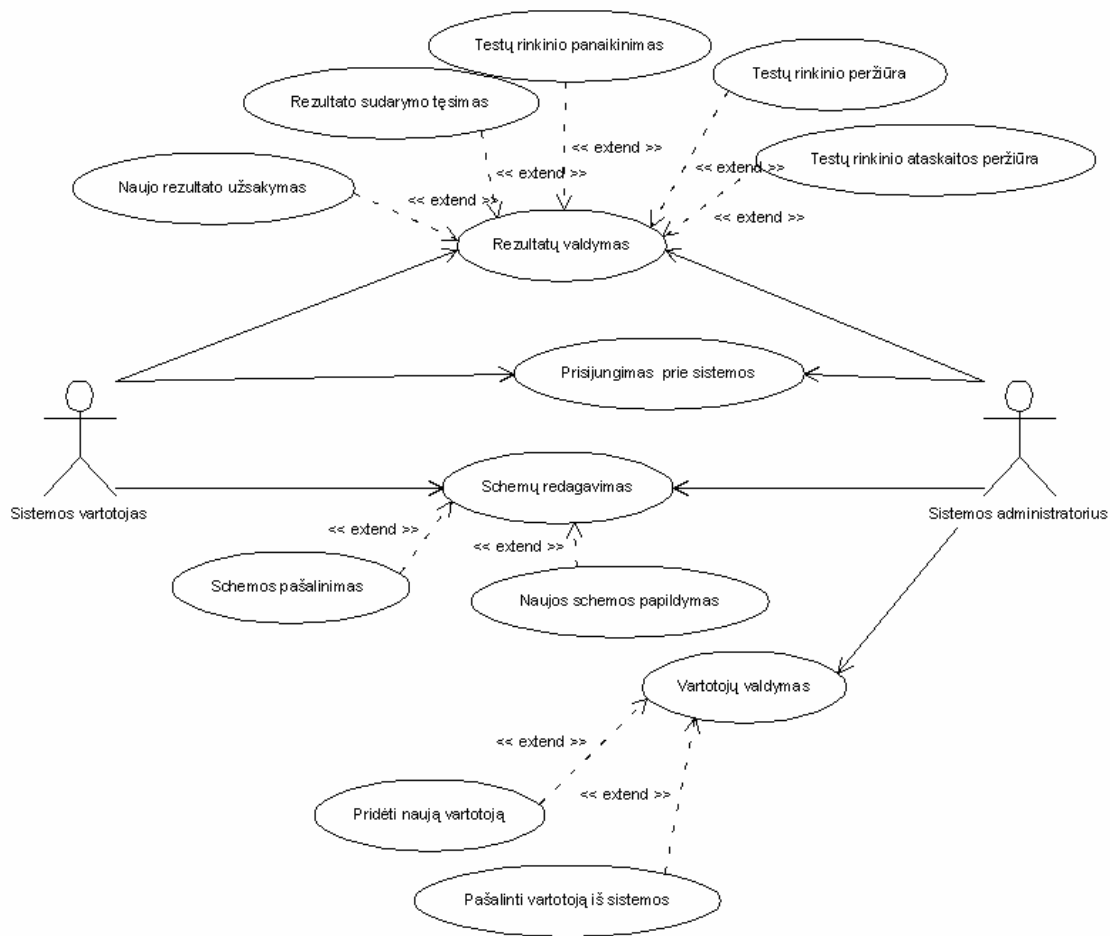 Testų rinkinio panaikinimas
Testų rinkinio peržiūra
Rezultato sudarymo tęsimas
<< extend >>
Testų rinkinio ataskaitos peržiūra
<< extend >>
<< extend >>
Naujo rezultato užsakymas
<< extend >>
<< extend >>
Rezultatų valdymas
Prisijungimas prie sistemos
Schemų redagavimas
Sistemos vartotojas
Sistemos administratorius
<< extend >>
<< extend >>
Schemos pašalinimas
Naujos schemos papildymas
Vartotojų valdymas
<< extend >>
<< extend >>
Pridėti naują vartotoją
Pašalinti vartotoją iš sistemos